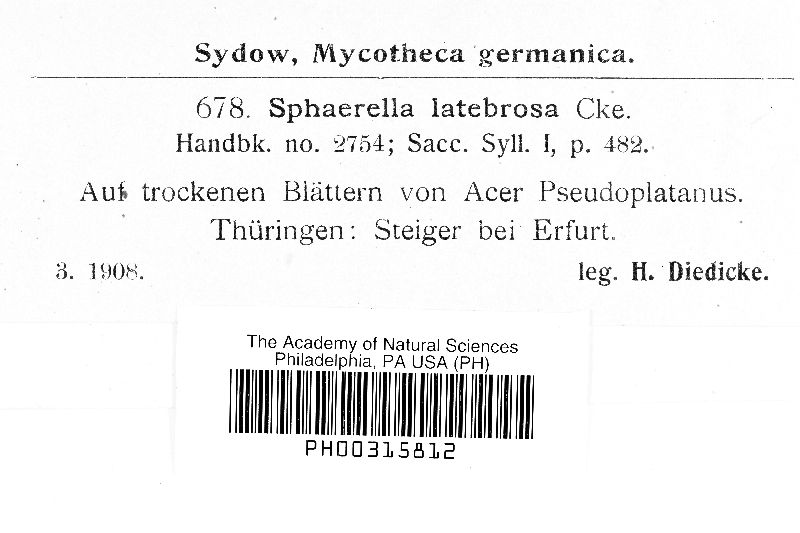 Sydow, Mycotheca germanica.
678. Sphaerella latebrosa Cke.
Handbk. no. 2754; Sacc. Syll. I, p. 482.
Auf trockenen Blättern von Acer Pseudoplatanus.
Thüringen: Steiger bei Erfurt.
3. 1908. leg. H. Diedicke.
The Academy of Natural Sciences
Philadelphia, PA USA (PH)
PH00315812